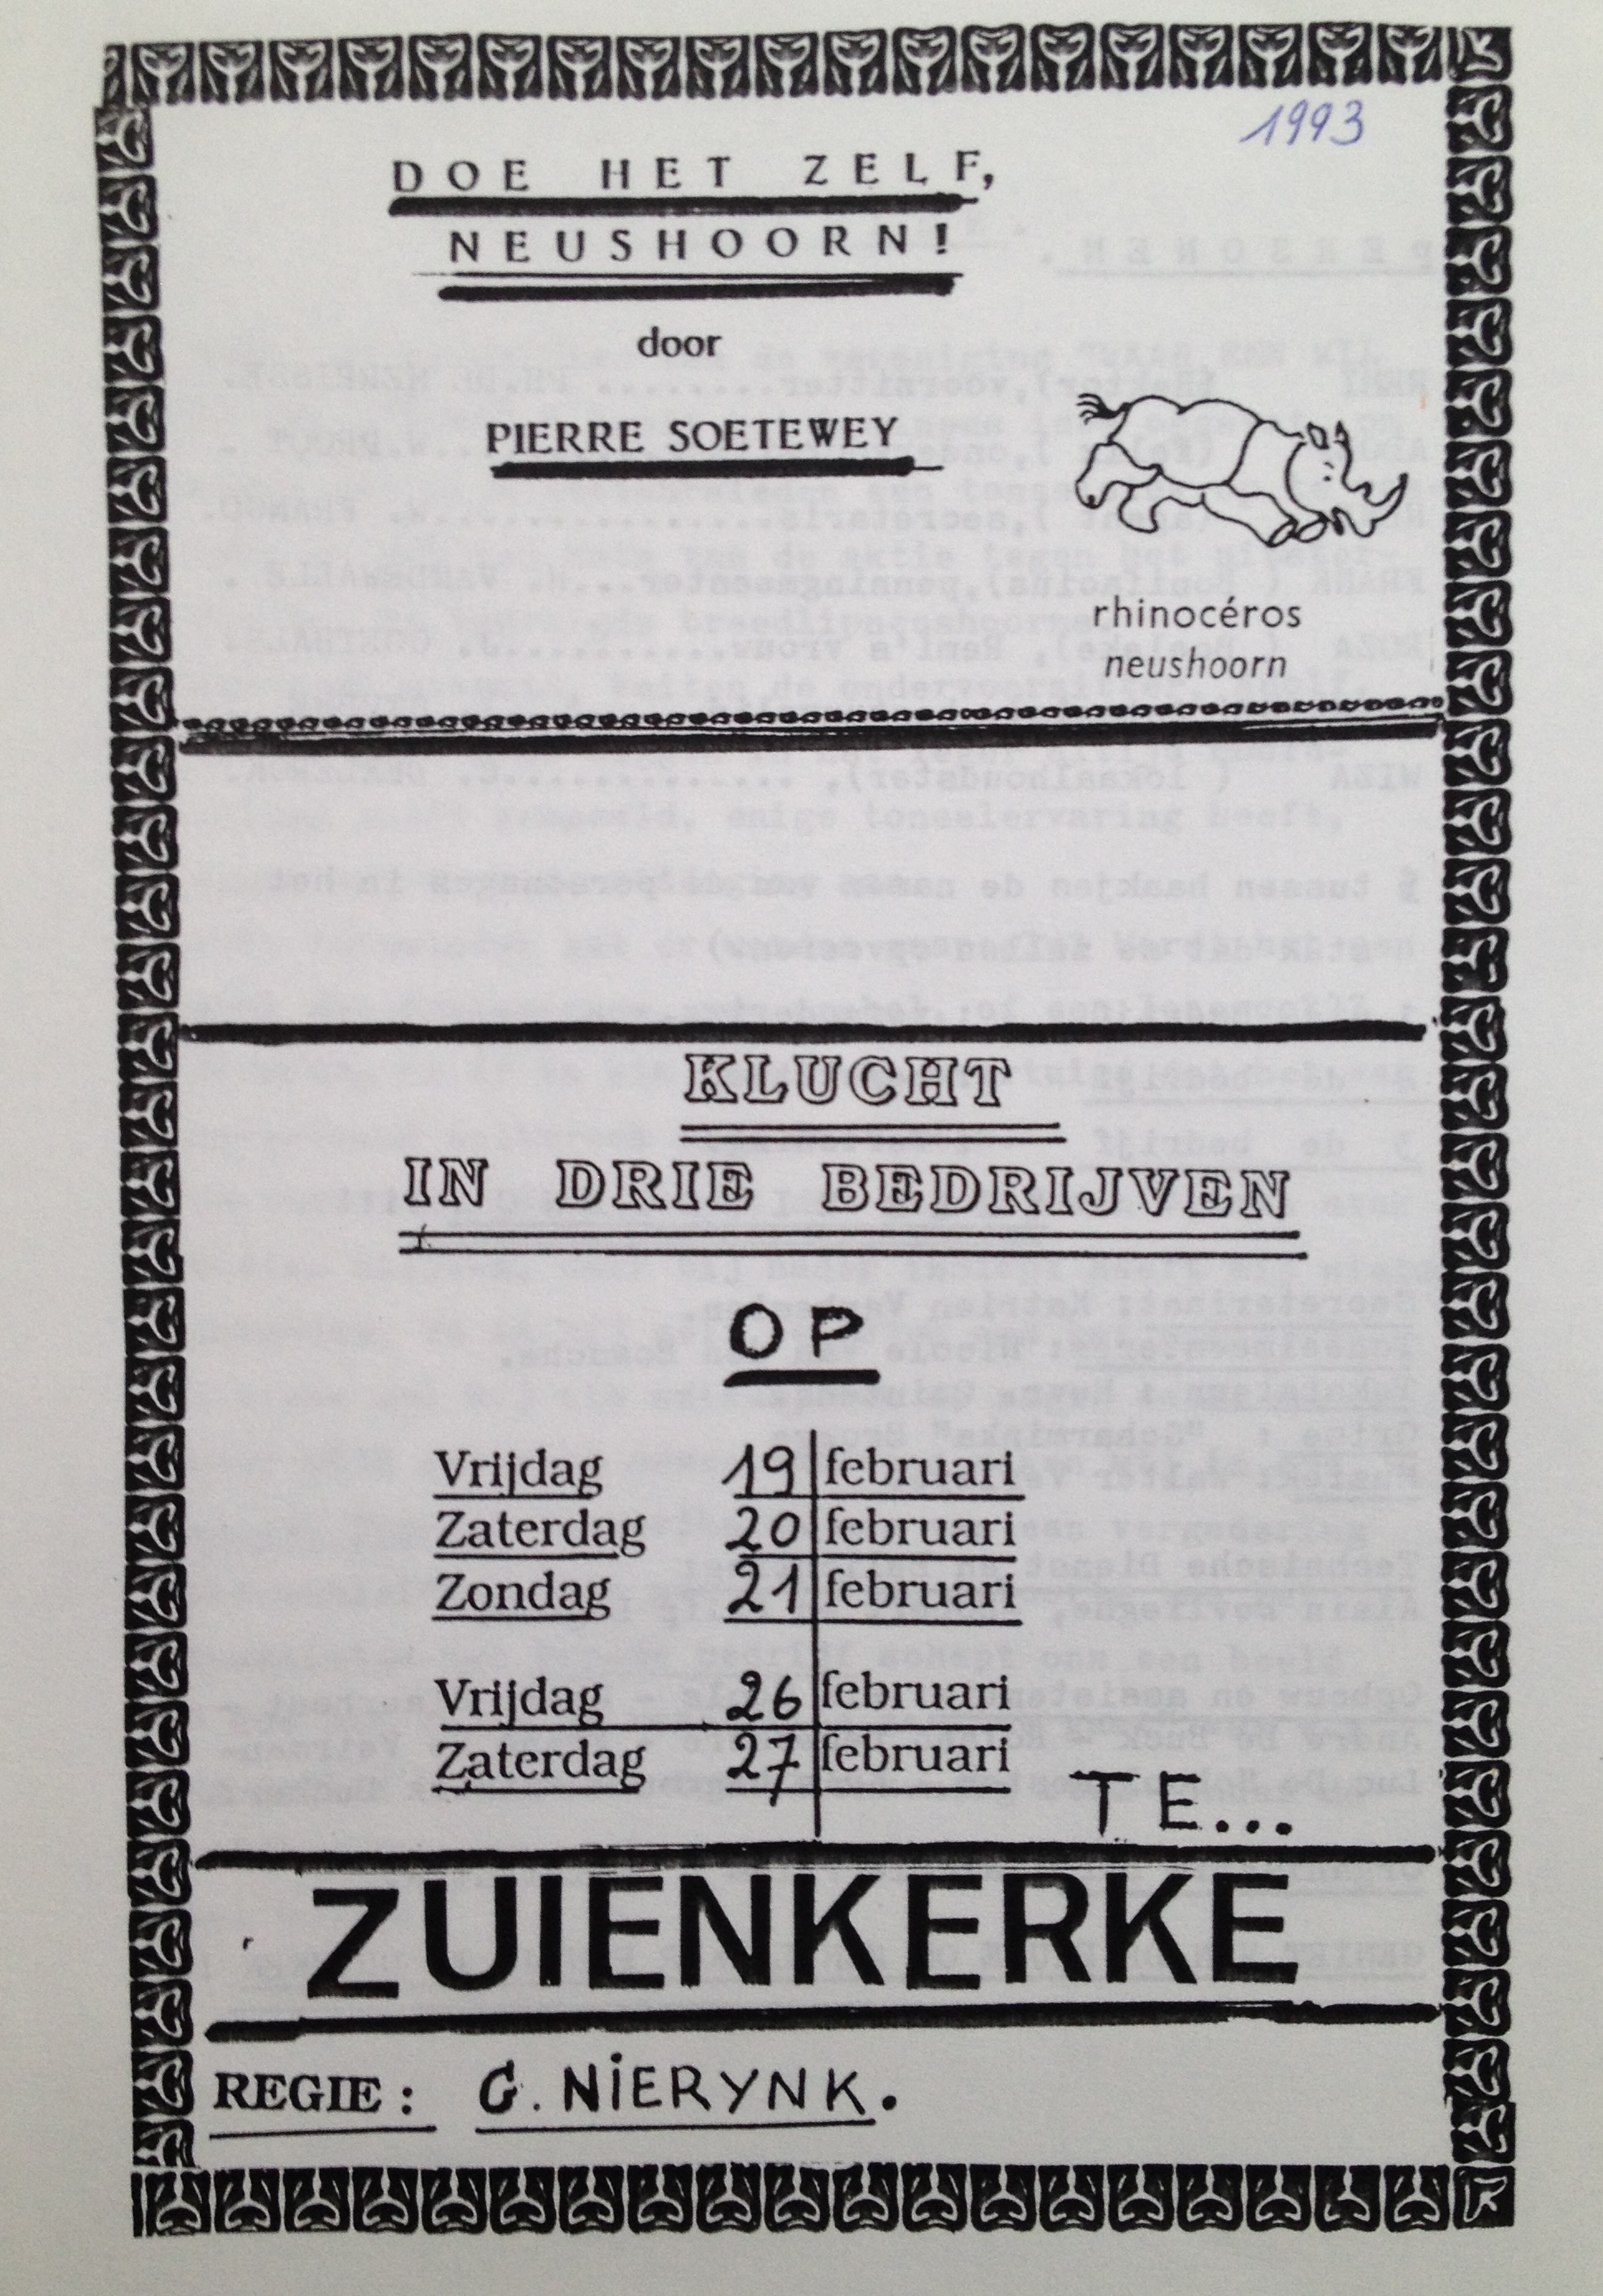 1993
DOE HET ZELF,
NEUSHOORN!
door
PIERRE SOETEWEY
rhinocéros
neushoorn
KLUCHT
IN DRIE BEDRIJVEN
OP
Vrijdag 19 februari
Zaterdag 20 februari
Zondag 21 februari
Vrijdag 26 februari
Zaterdag 27 februari
TE...
ZUIENKERKE
REGIE: G. NiERYNK.